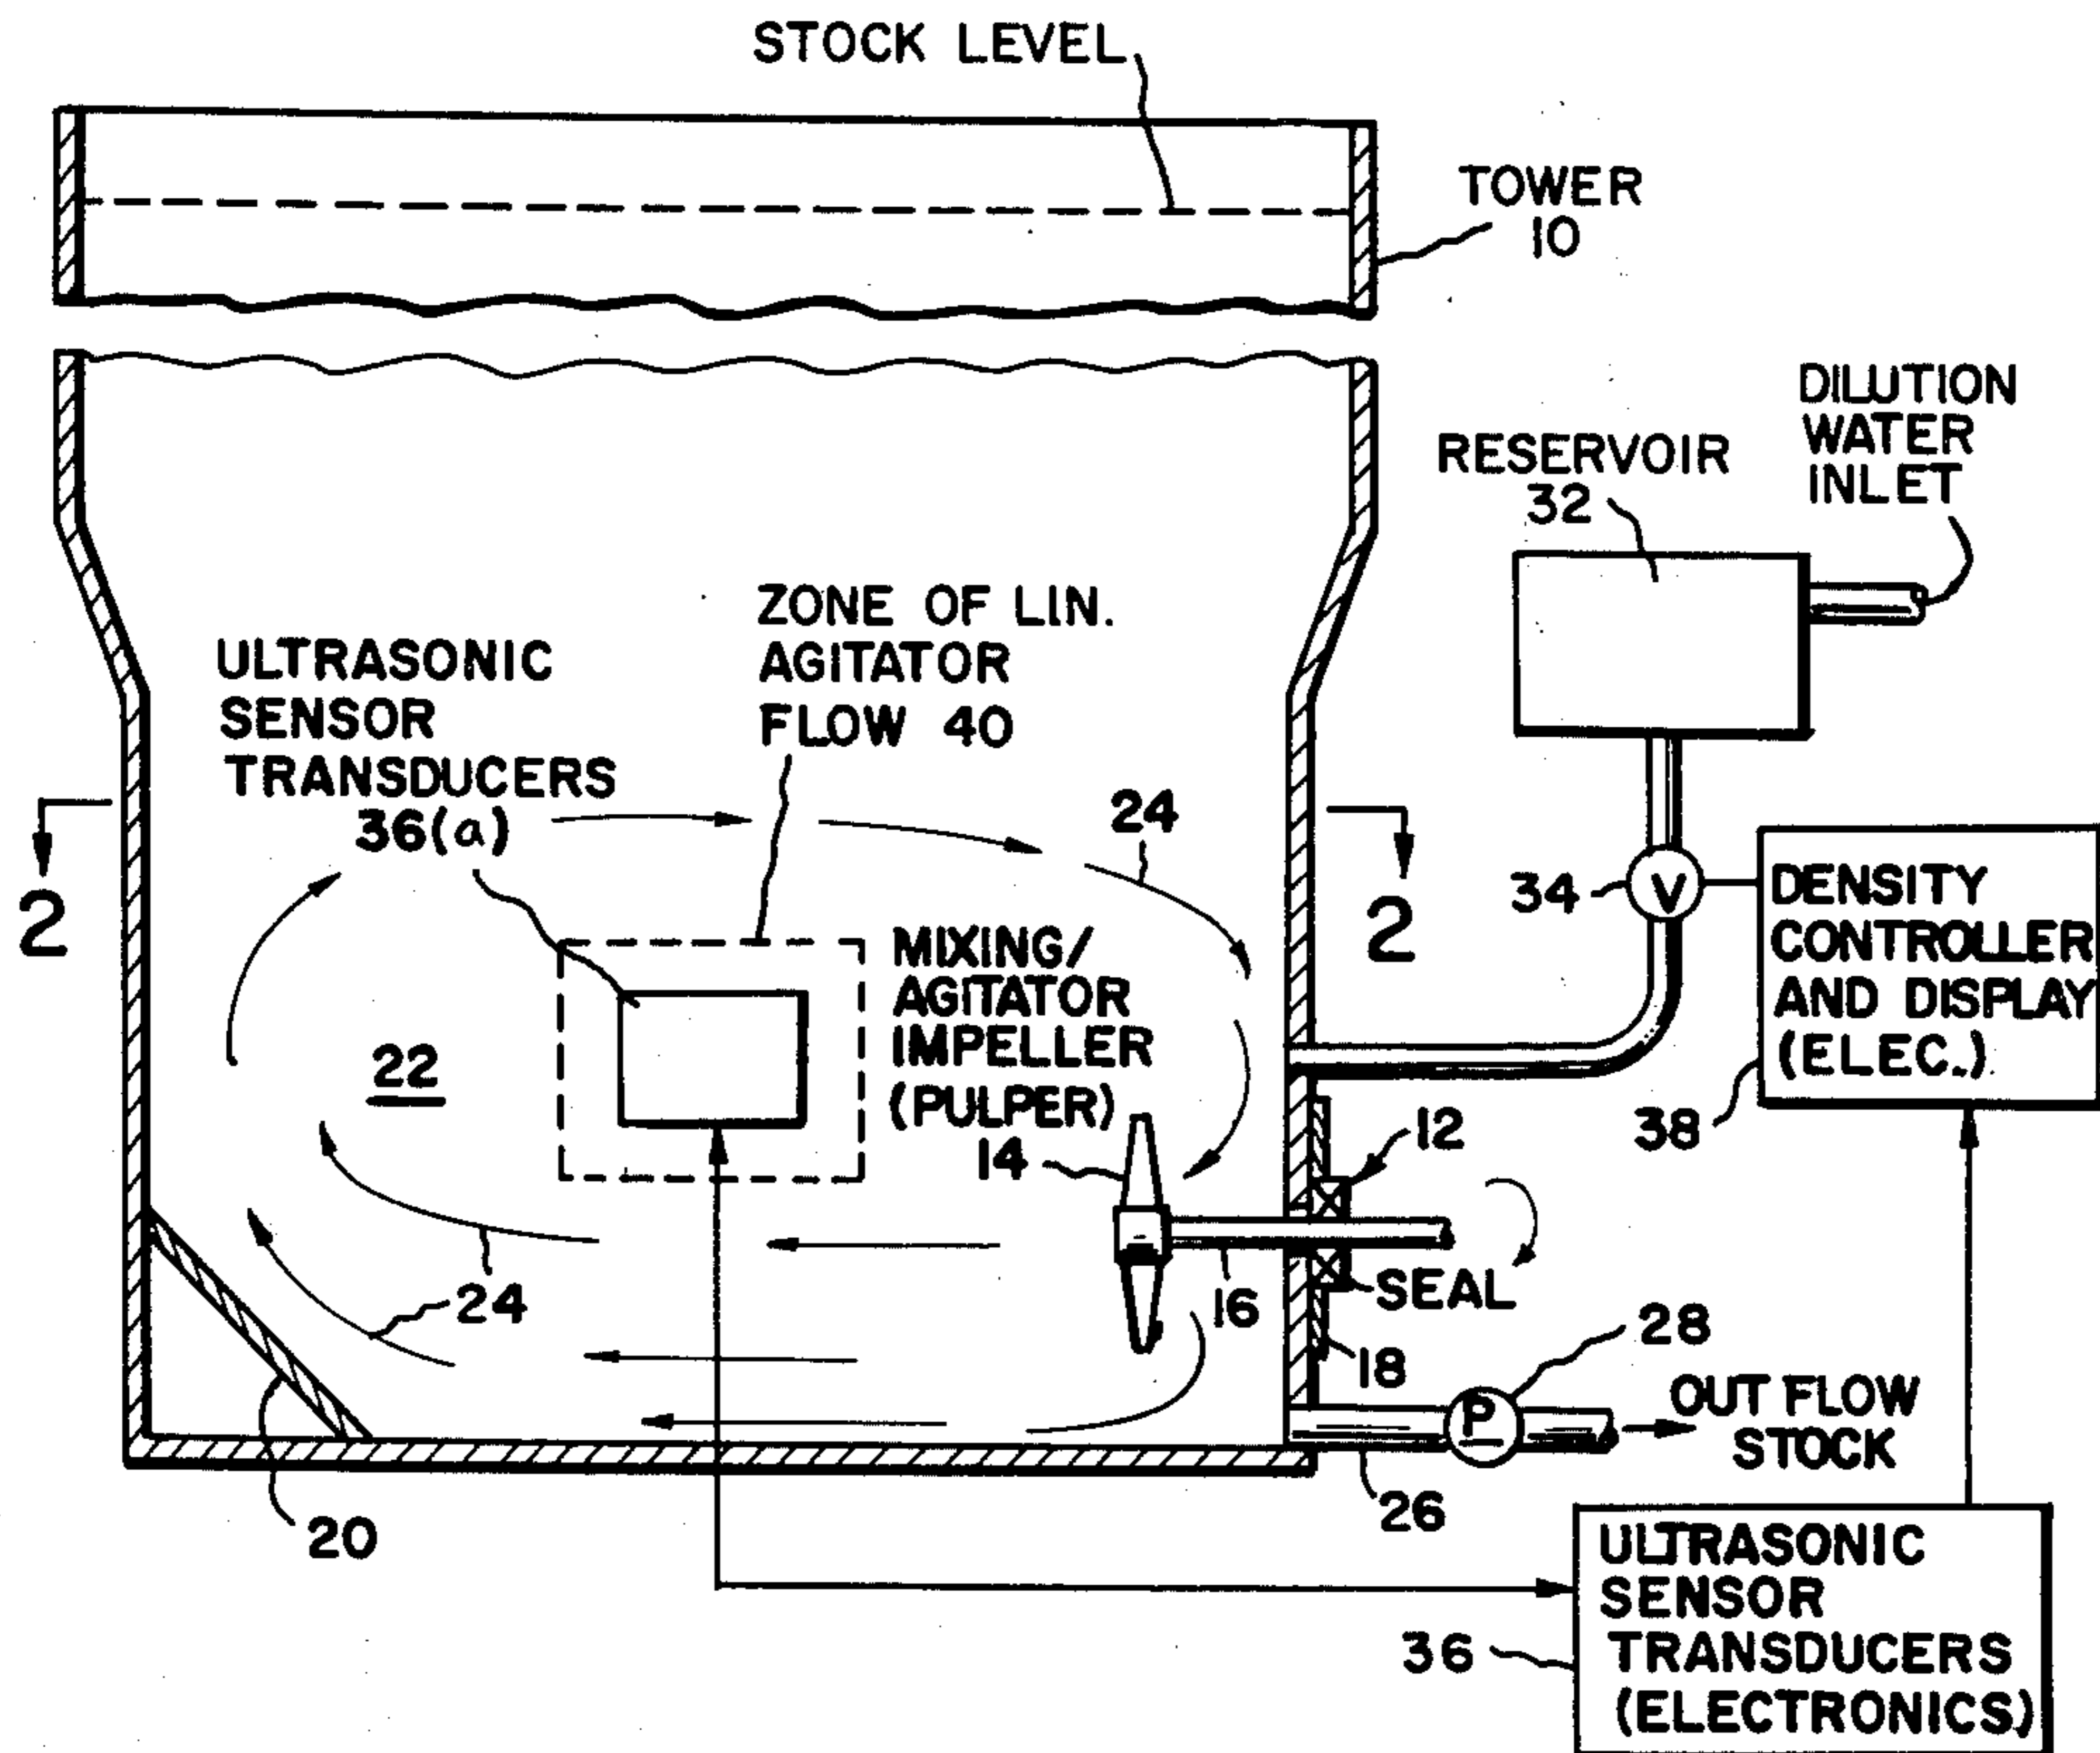 STOCK LEVEL
TOWER
10
DILUTION
WATER
INLET
RESERVOIR
32
ZONE OF LIN.
AGITATOR
FLOW 40
ULTRASONIC
SENSOR
TRANSDUCERS
36(a)
24
2
2
34
V
DENSITY
CONTROLLER
AND DISPLAY
(ELEC.)
38
MIXING/
AGITATOR
IMPELLER
(PULPER)
14
22
12
24
16
SEAL
18
28
P
OUT FLOW
STOCK
26
20
ULTRASONIC
SENSOR
TRANSDUCERS
(ELECTRONICS)
36